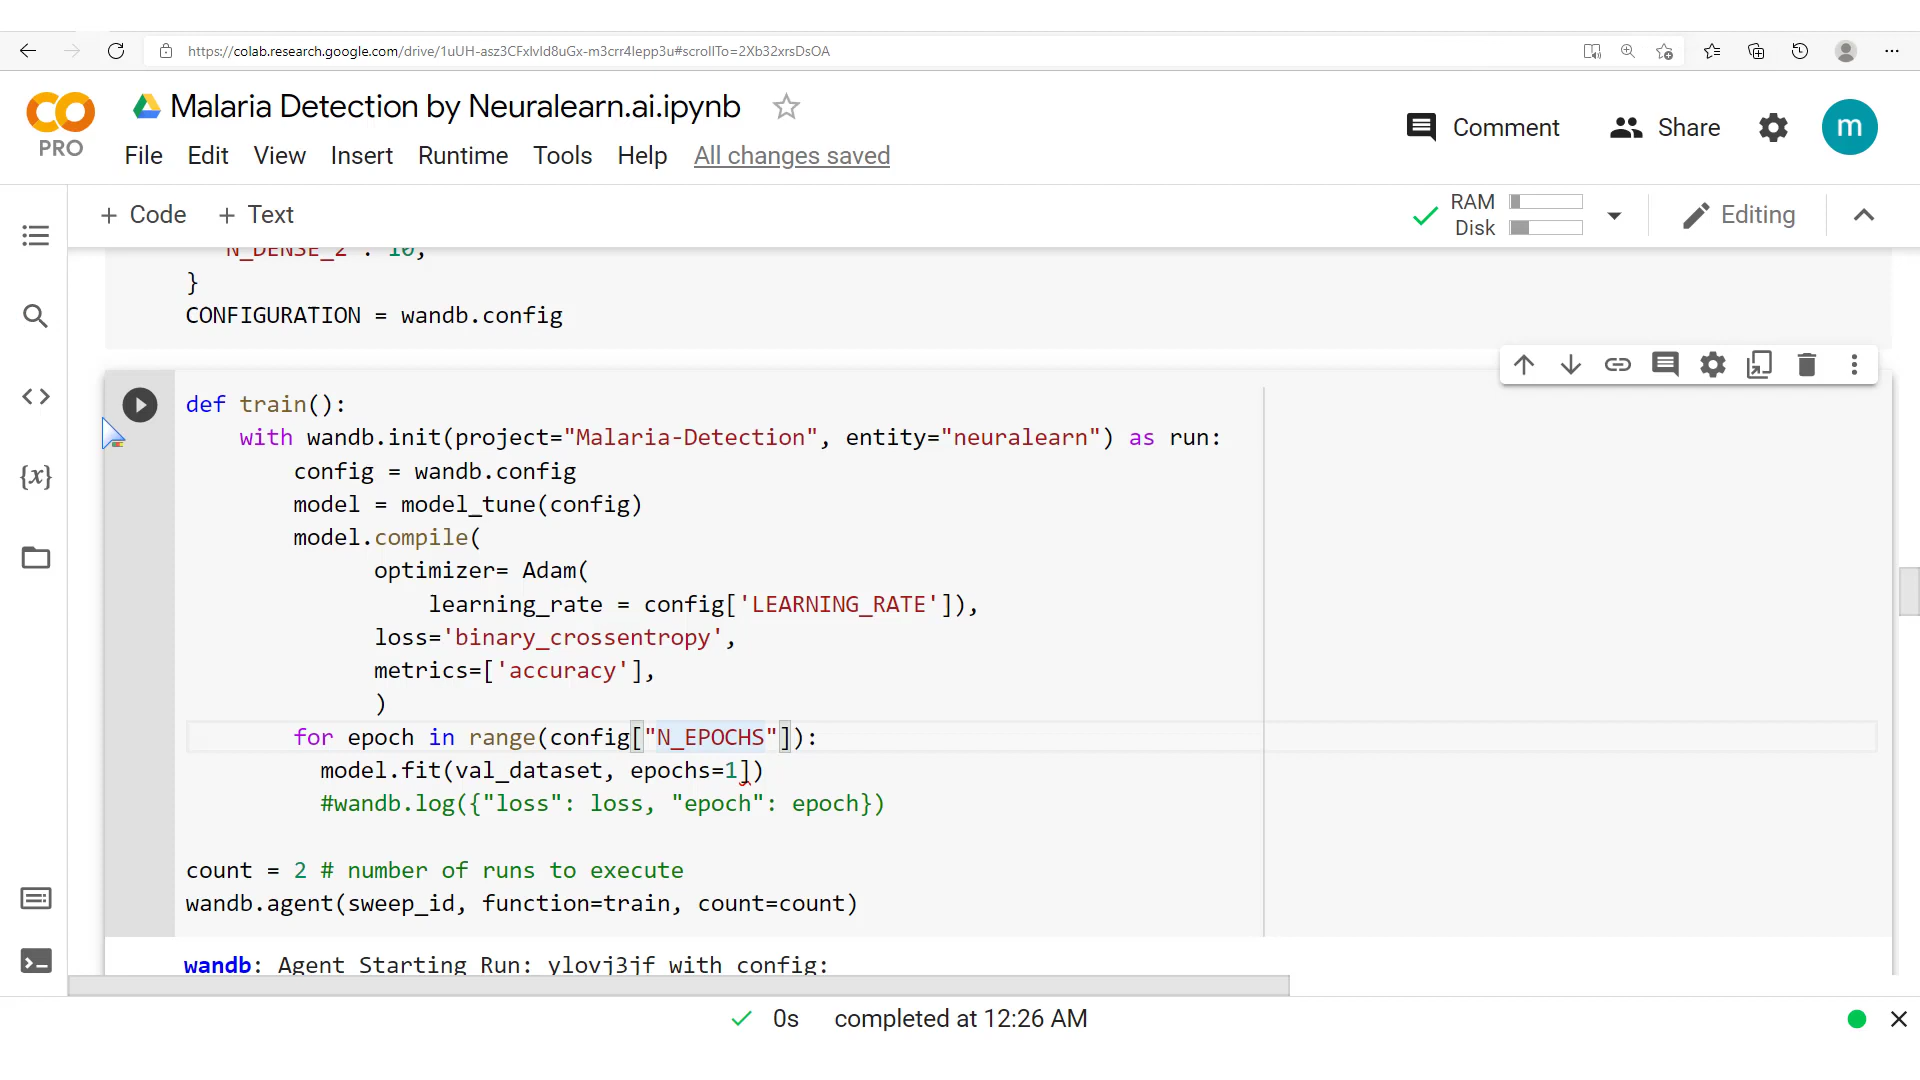 https://colab.research.google.com/drive/1uUH-asz3CFxlvld8uGx-m3crr4lepp3u#scrollTo=2Xb32xrsDsOA
PRO
Malaria Detection by Neuralearn.ai.ipynb
File Edit View Insert Runtime Tools Help All changes saved
Comment Share m
+ Code + Text
RAM
Disk
Editing
"N_DENSE_2" : 10,
}
CONFIGURATION = wandb.config
def train():
with wandb.init(project="Malaria-Detection", entity="neuralearn") as run:
config = wandb.config
model = model_tune(config)
model.compile(
optimizer= Adam(
learning_rate = config['LEARNING_RATE']),
loss='binary_crossentropy',
metrics=['accuracy'],
)
for epoch in range(config["N_EPOCHS"]):
model.fit(val_dataset, epochs=1])
#wandb.log({"loss": loss, "epoch": epoch})
count = 2 # number of runs to execute
wandb.agent(sweep_id, function=train, count=count)
wandb: Agent Starting Run: ylovj3jf with config:
0s completed at 12:26 AM